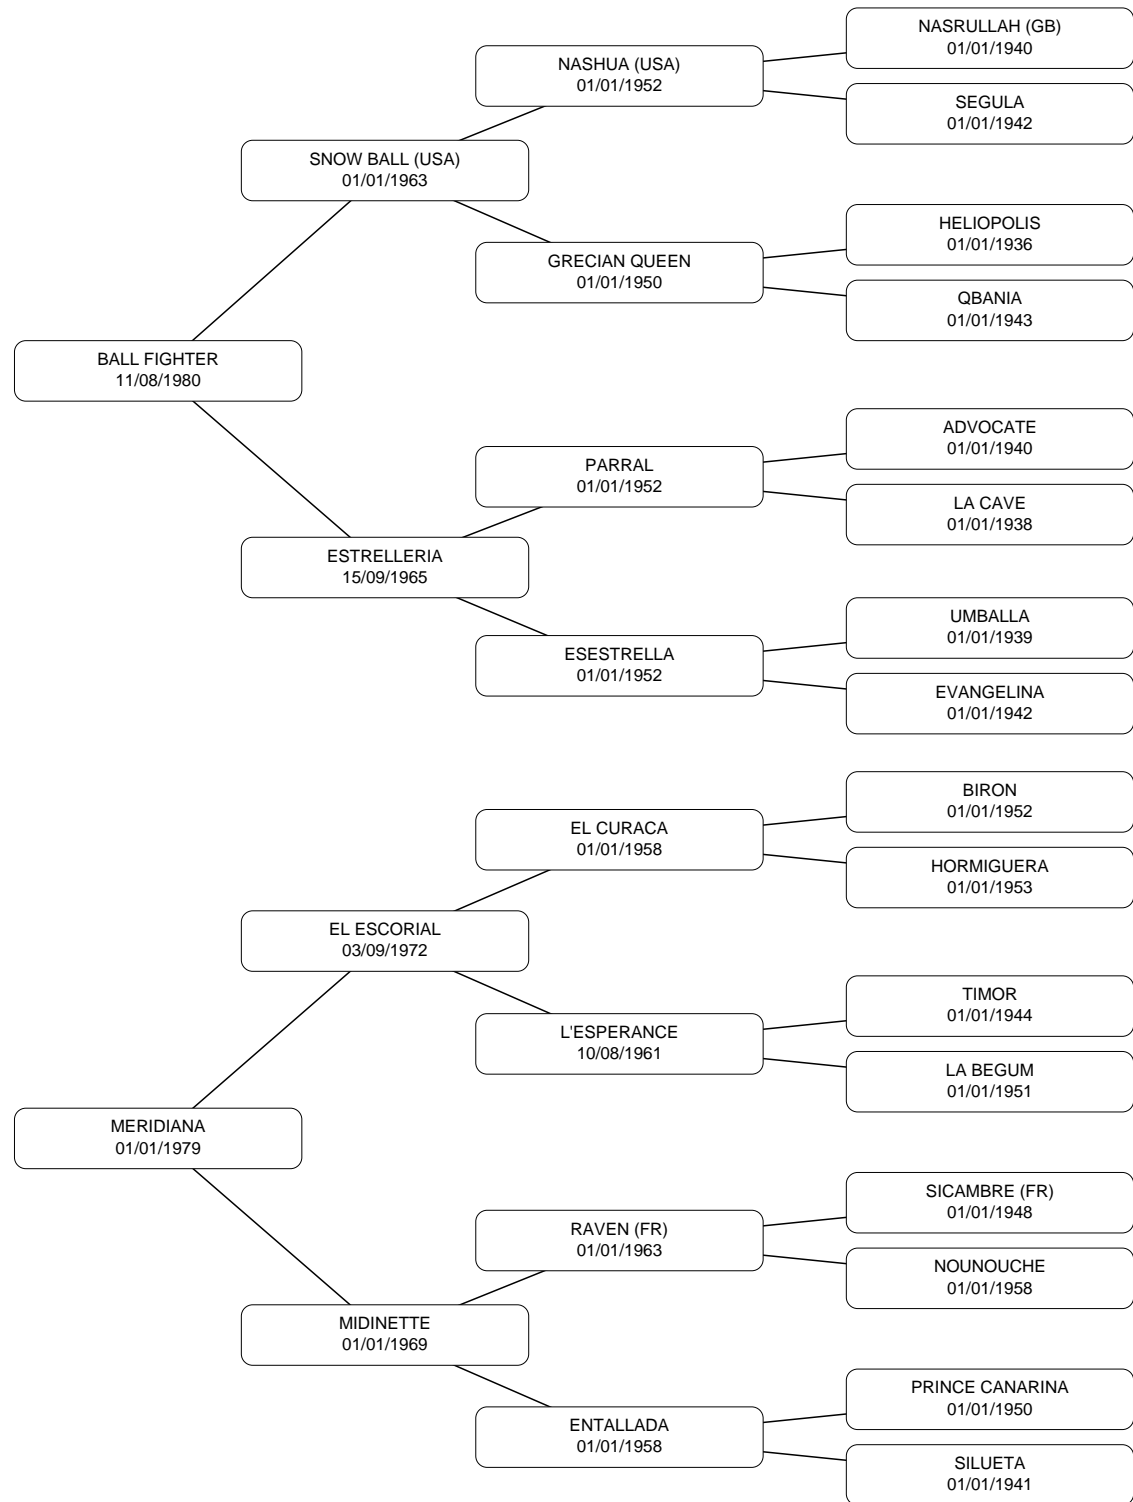 NASRULLAH (GB)
01/01/1940
NASHUA (USA)
01/01/1952
SEGULA
01/01/1942
SNOW BALL (USA)
01/01/1963
HELIOPOLIS
01/01/1936
GRECIAN QUEEN
01/01/1950
QBANIA
01/01/1943
BALL FIGHTER
11/08/1980
ADVOCATE
01/01/1940
PARRAL
01/01/1952
LA CAVE
01/01/1938
ESTRELLERIA
15/09/1965
UMBALLA
01/01/1939
ESESTRELLA
01/01/1952
EVANGELINA
01/01/1942
BIRON
01/01/1952
EL CURACA
01/01/1958
HORMIGUERA
01/01/1953
EL ESCORIAL
03/09/1972
TIMOR
01/01/1944
L'ESPERANCE
10/08/1961
LA BEGUM
01/01/1951
MERIDIANA
01/01/1979
SICAMBRE (FR)
01/01/1948
RAVEN (FR)
01/01/1963
NOUNOUCHE
01/01/1958
MIDINETTE
01/01/1969
PRINCE CANARINA
01/01/1950
ENTALLADA
01/01/1958
SILUETA
01/01/1941